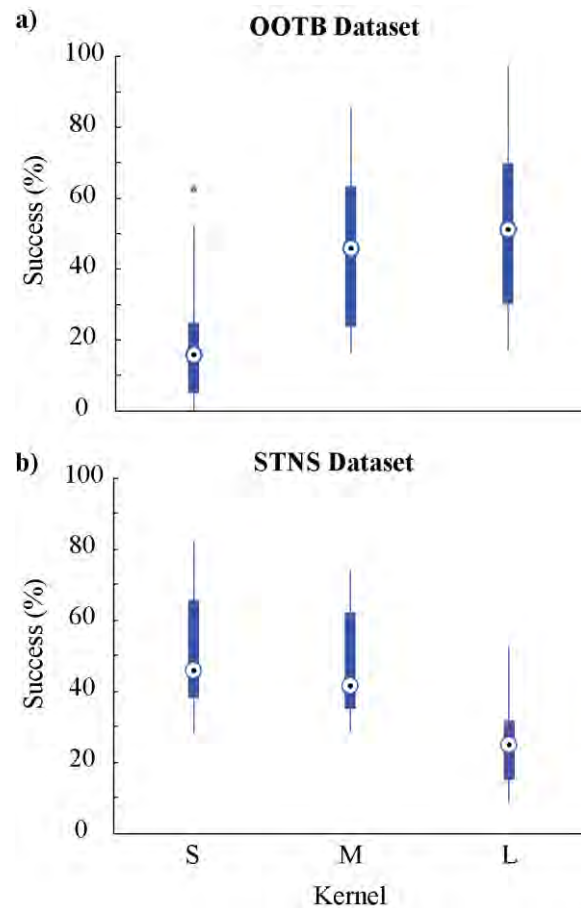 a)
OOTB Dataset
100
80
60
40
20
0
Success (%)
b)
STNS Dataset
100
80
60
40
20
0
Success (%)
S M L
Kernel